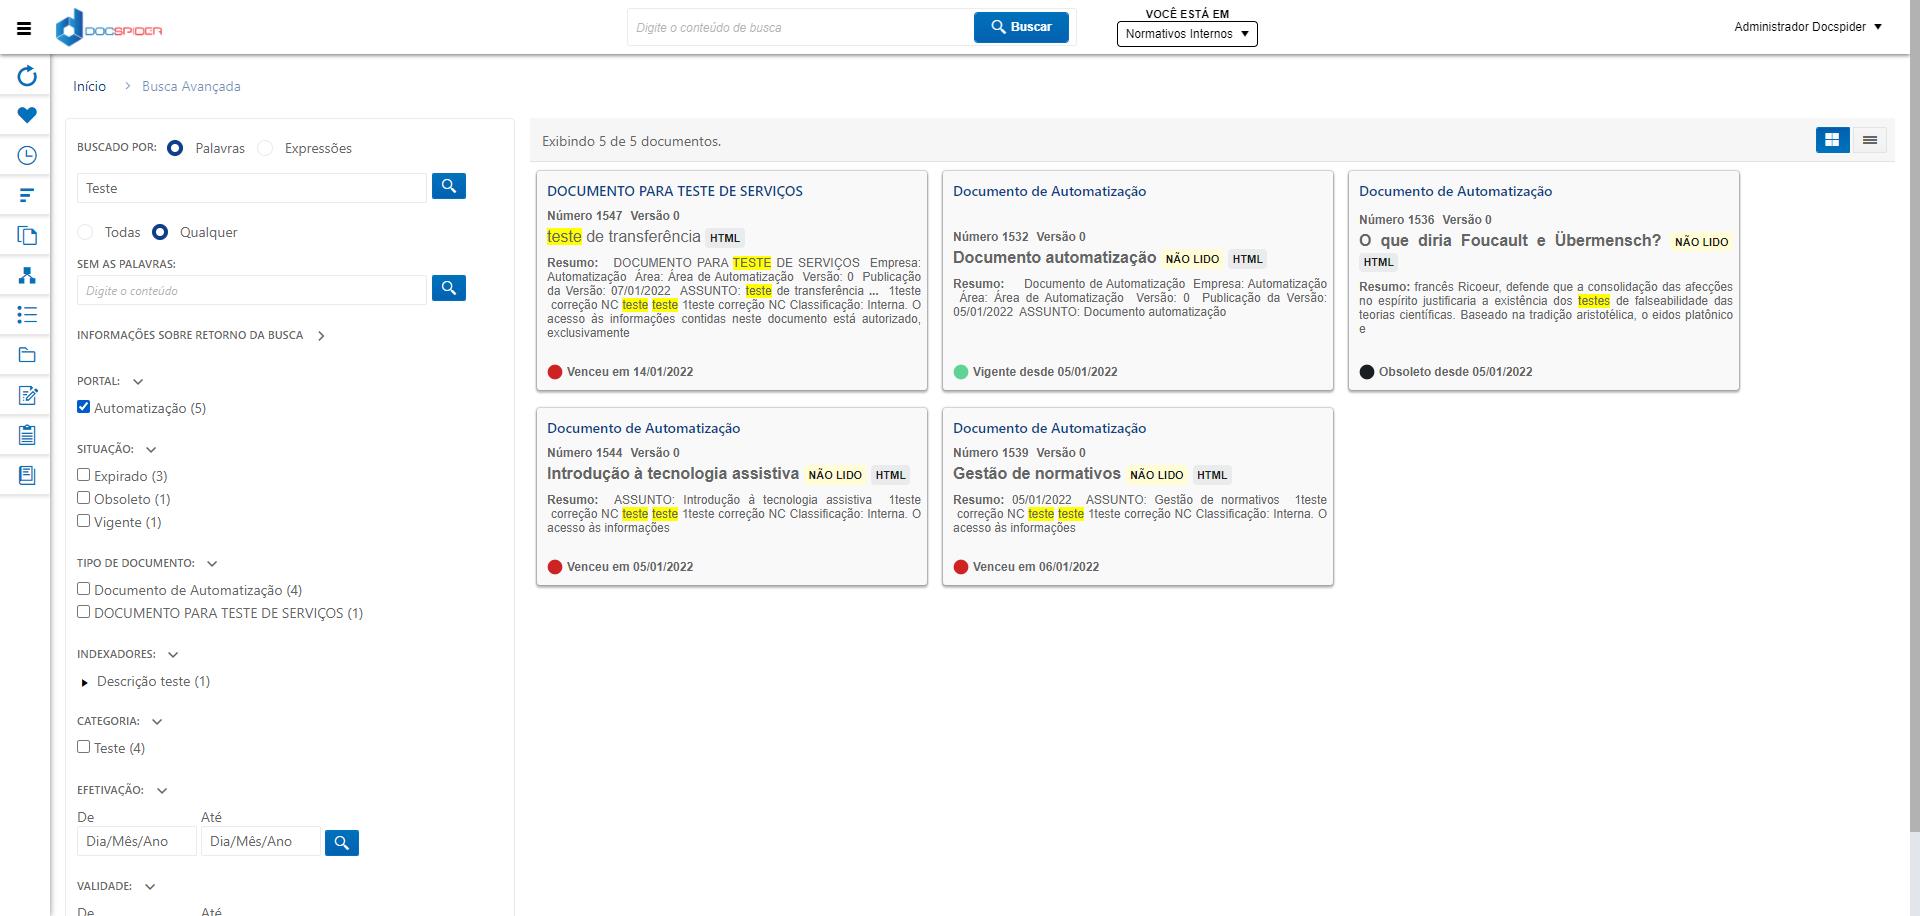 DOCSPIDER
Digite o conteúdo de busca
Buscar
VOCÊ ESTÁ EM
Normativos Internos
Administrador Docspider
Início > Busca Avançada
BUSCADO POR: Palavras Expressões
Teste
Todas Qualquer
SEM AS PALAVRAS:
Digite o conteúdo
INFORMAÇÕES SOBRE RETORNO DA BUSCA
PORTAL:
Automatização (5)
SITUAÇÃO:
Expirado (3)
Obsoleto (1)
Vigente (1)
TIPO DE DOCUMENTO:
Documento de Automatização (4)
DOCUMENTO PARA TESTE DE SERVIÇOS (1)
INDEXADORES:
Descrição teste (1)
CATEGORIA:
Teste (4)
EFETIVAÇÃO:
De Até
Dia/Mês/Ano Dia/Mês/Ano
VALIDADE:
De Até
Exibindo 5 de 5 documentos.
DOCUMENTO PARA TESTE DE SERVIÇOS
Número 1547 Versão 0
teste de transferência HTML
Resumo: DOCUMENTO PARA TESTE DE SERVIÇOS Empresa:
Automatização Área: Área de Automatização Versão: 0 Publicação
da Versão: 07/01/2022 ASSUNTO: teste de transferência ... 1teste
correção NC teste teste 1teste correção NC Classificação: Interna. O
acesso às informações contidas neste documento está autorizado,
exclusivamente
Venceu em 14/01/2022
Documento de Automatização
Número 1532 Versão 0
Documento automatização NÃO LIDO HTML
Resumo: Documento de Automatização Empresa: Automatização
Área: Área de Automatização Versão: 0 Publicação da Versão:
05/01/2022 ASSUNTO: Documento automatização
Vigente desde 05/01/2022
Documento de Automatização
Número 1536 Versão 0
O que diria Foucault e Übermensch? NÃO LIDO
HTML
Resumo: francês Ricoeur, defende que a consolidação das afecções
no espírito justificaria a existência dos testes de falseabilidade das
teorias científicas. Baseado na tradição aristotélica, o eidos platônico
e
Obsoleto desde 05/01/2022
Documento de Automatização
Número 1544 Versão 0
Introdução à tecnologia assistiva NÃO LIDO HTML
Resumo: ASSUNTO: Introdução à tecnologia assistiva 1teste
correção NC teste teste 1teste correção NC Classificação: Interna. O
acesso às informações
Venceu em 05/01/2022
Documento de Automatização
Número 1539 Versão 0
Gestão de normativos NÃO LIDO HTML
Resumo: 05/01/2022 ASSUNTO: Gestão de normativos 1teste
correção NC teste teste 1teste correção NC Classificação: Interna. O
acesso às informações
Venceu em 06/01/2022